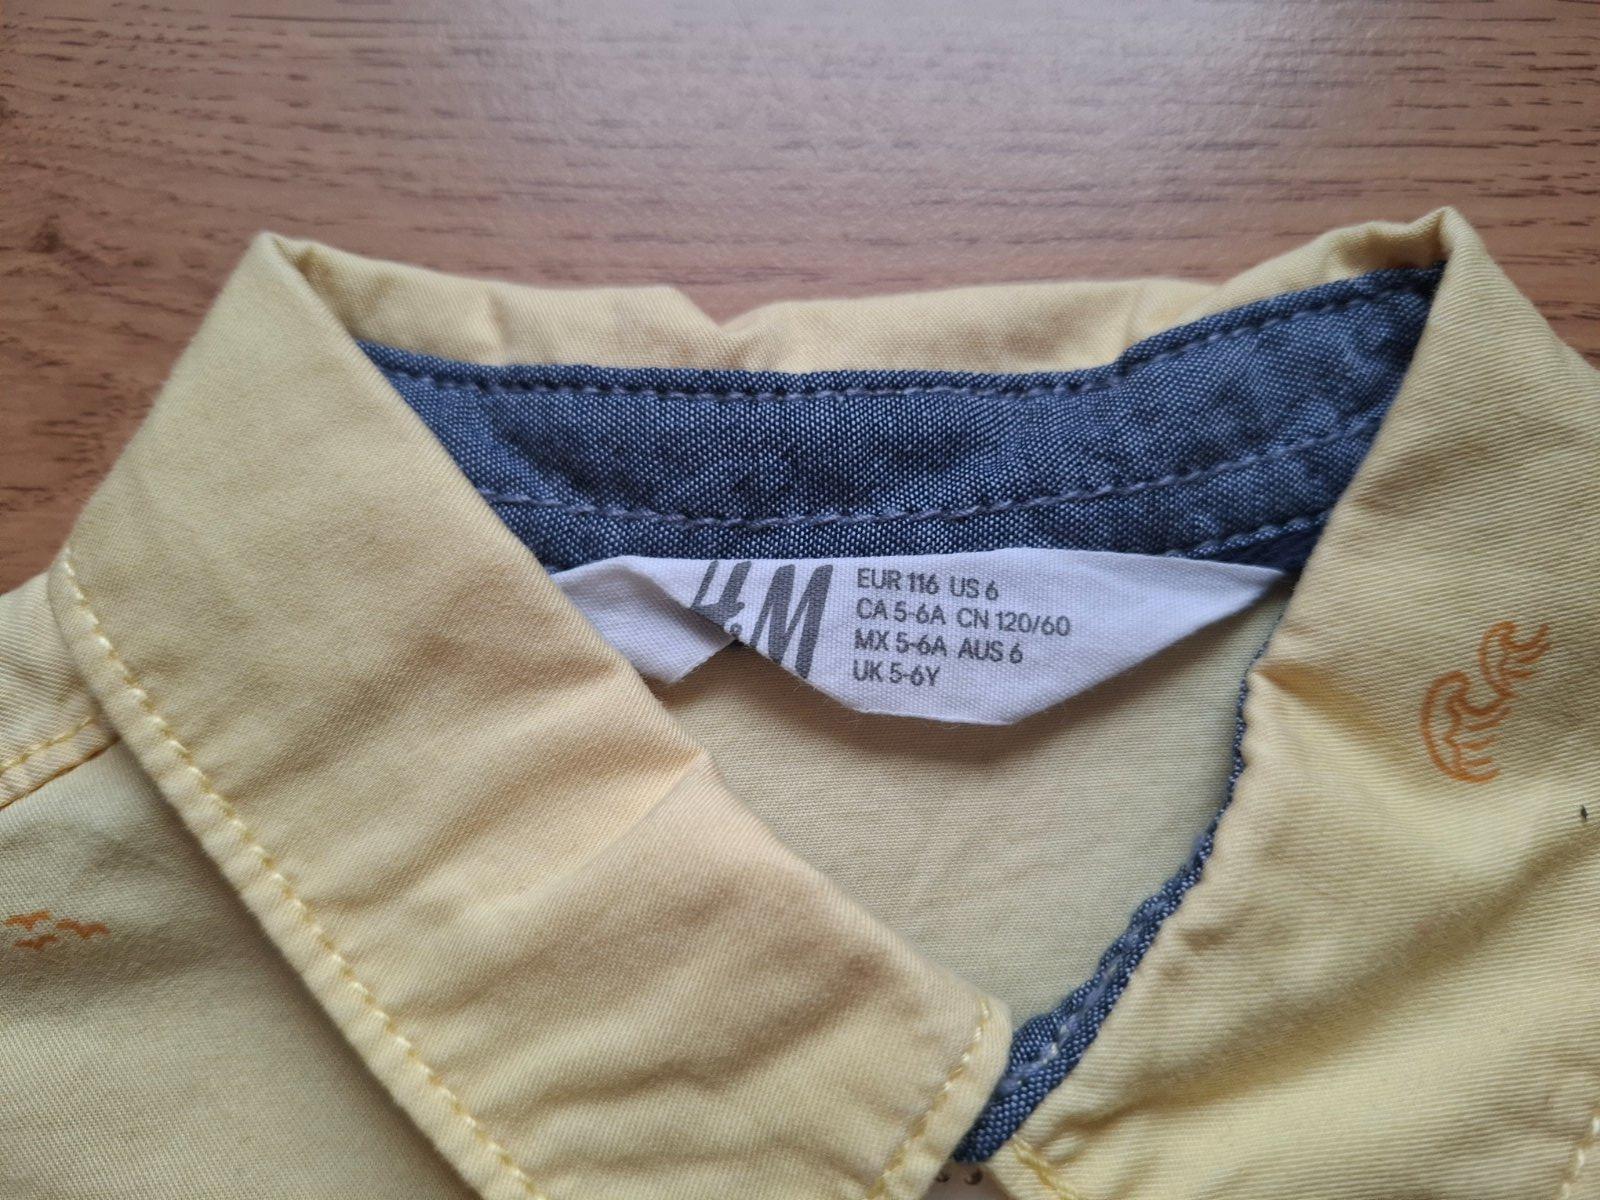 H&M
EUR 116 US 6
CA 5-6A CN 120/60
MX 5-6A AUS 6
UK 5-6Y